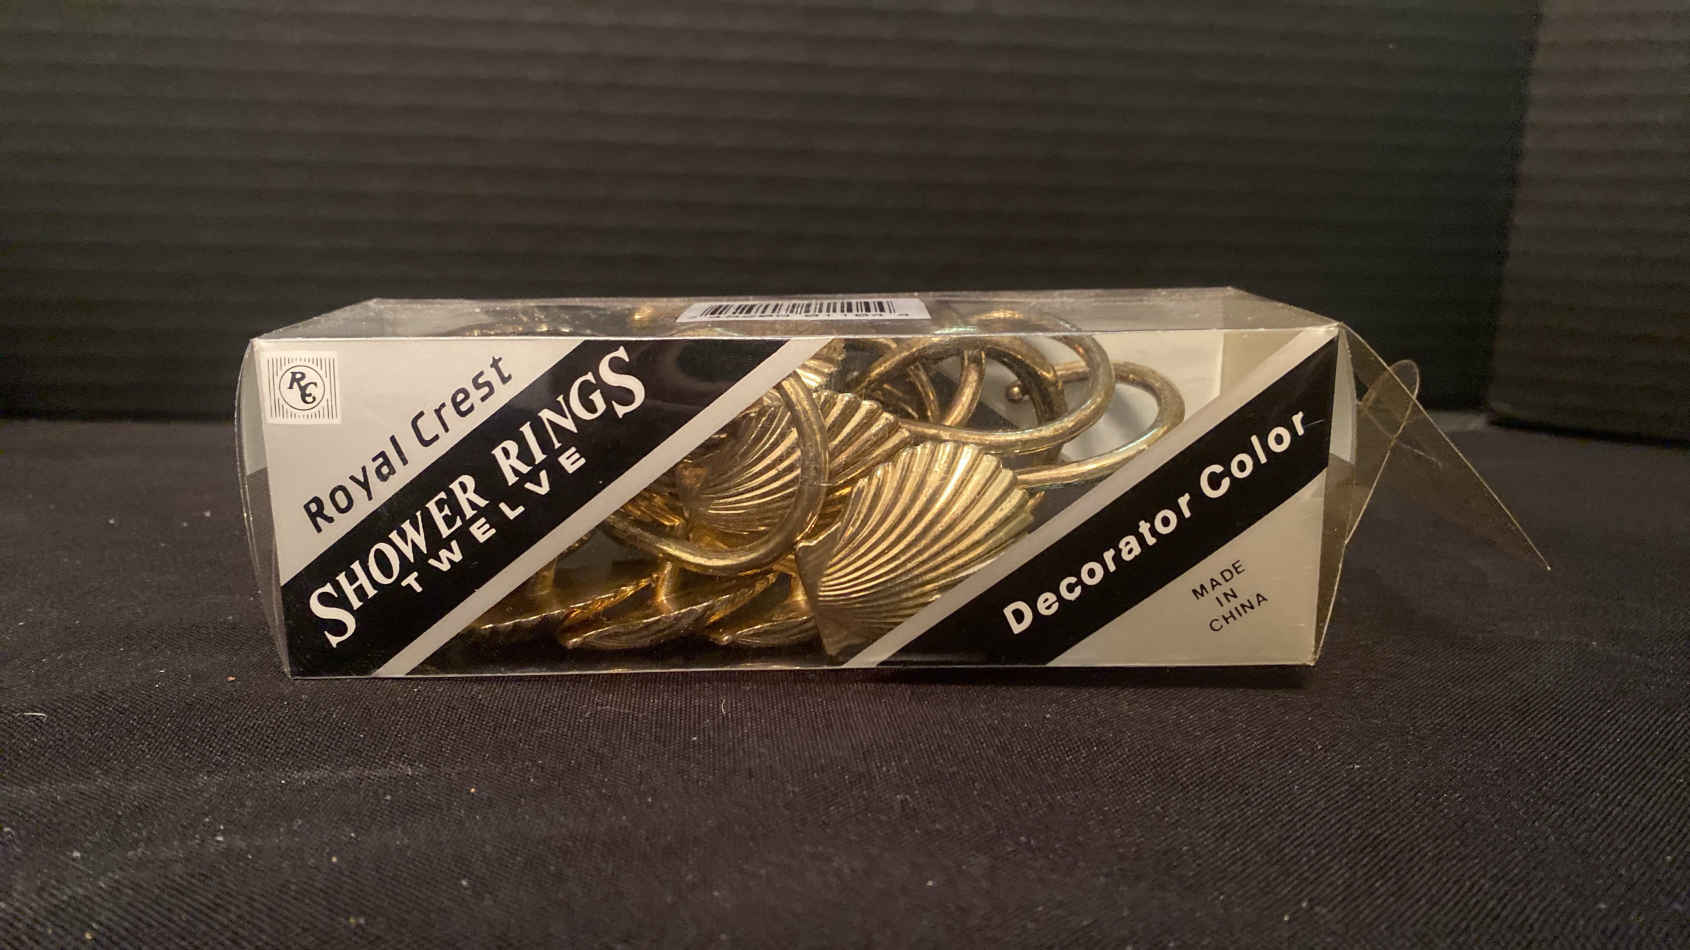 RC
Royal Crest
SHOWER RINGS
TWELVE
Decorator Color
MADE
IN
CHINA